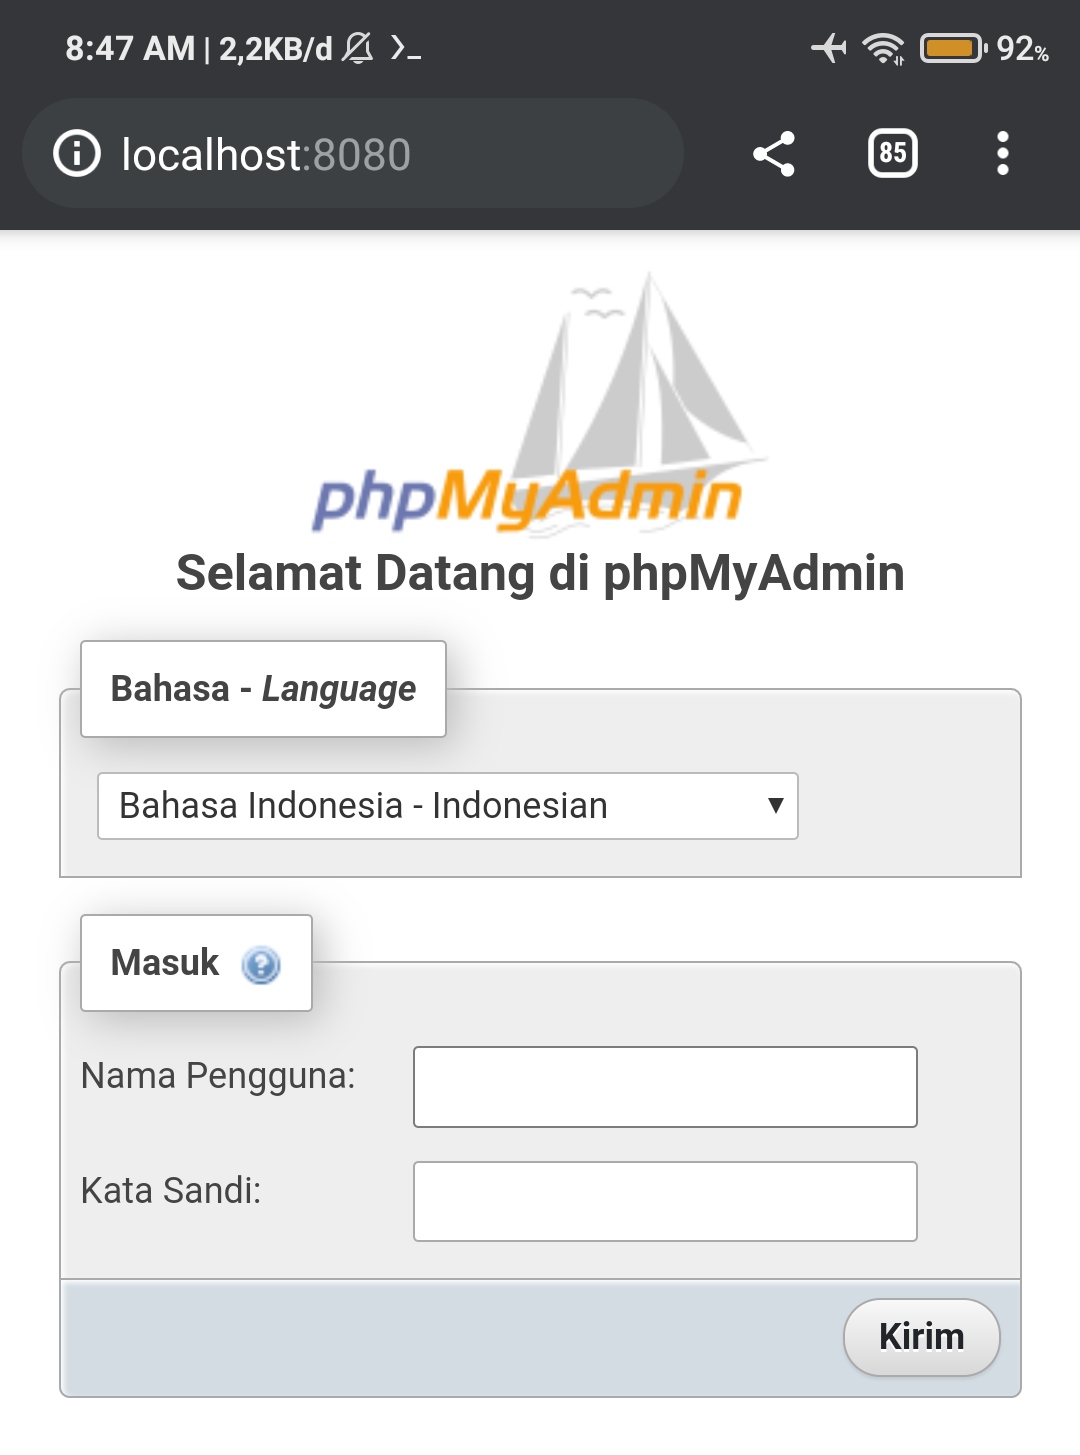 8:47 AM | 2,2KB/d
92%
localhost:8080
85
phpMyAdmin
Selamat Datang di phpMyAdmin
Bahasa - Language
Bahasa Indonesia - Indonesian
Masuk
Nama Pengguna:
Kata Sandi:
Kirim